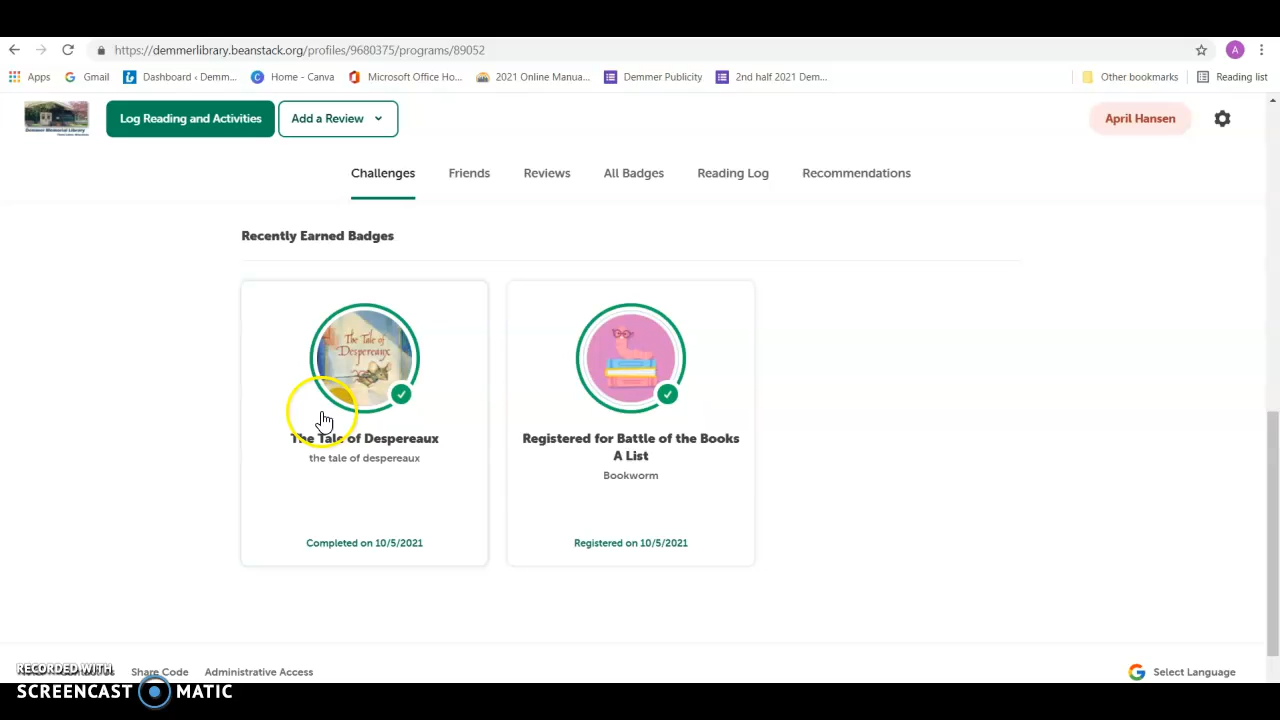 https://demmerlibrary.beanstack.org/profiles/9680375/programs/89052
A
Apps
Gmail
Dashboard ‹ Demm...
Home - Canva
Microsoft Office Ho...
2021 Online Manua...
Demmer Publicity
2nd half 2021 Dem...
Other bookmarks
Reading list
Demmer Memorial Library
Log Reading and Activities
Add a Review
April Hansen
Challenges
Friends
Reviews
All Badges
Reading Log
Recommendations
Recently Earned Badges
The Tale of
Despereaux
The Tale of Despereaux
the tale of despereaux
Completed on 10/5/2021
Registered for Battle of the Books
A List
Bookworm
Registered on 10/5/2021
Share Code
Administrative Access
Select Language
RECORDED WITH
SCREENCAST MATIC